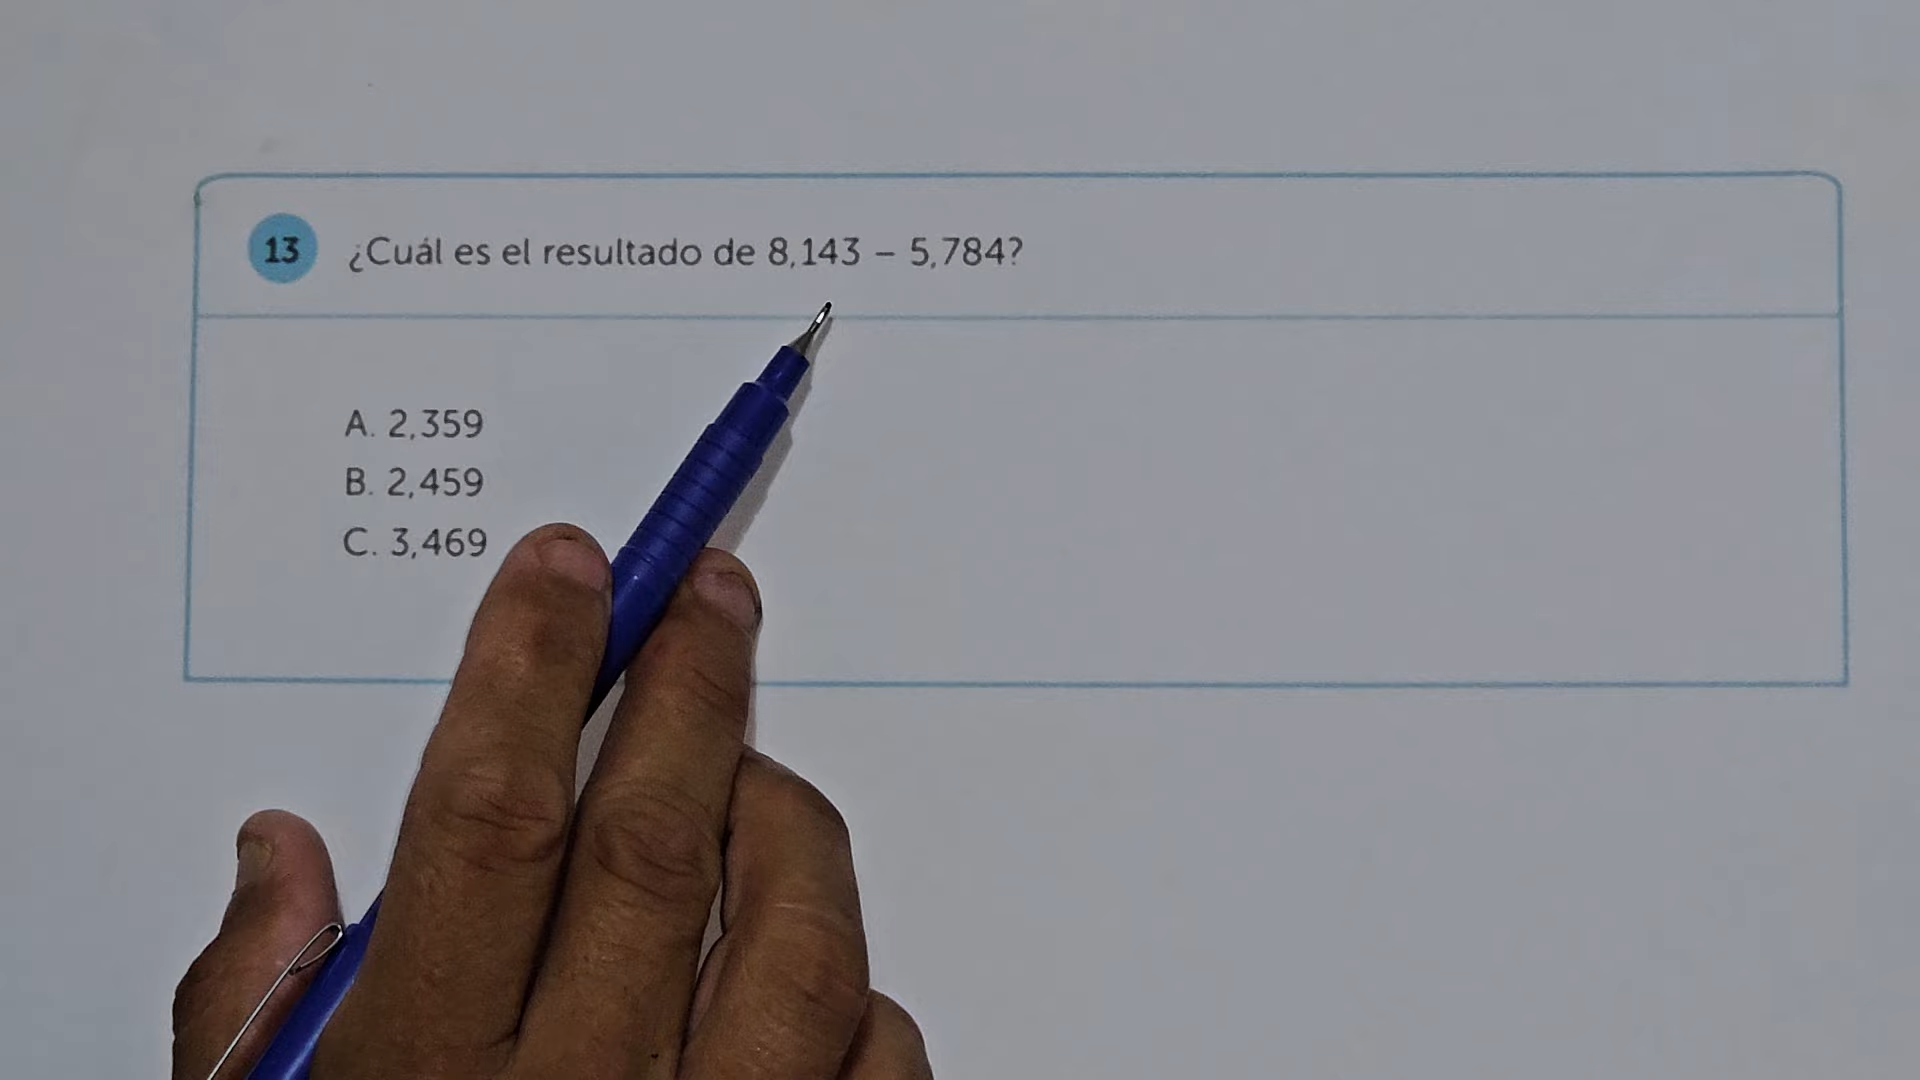 13 ¿Cuál es el resultado de 8,143 – 5,784?
A. 2,359
B. 2,459
C. 3,469